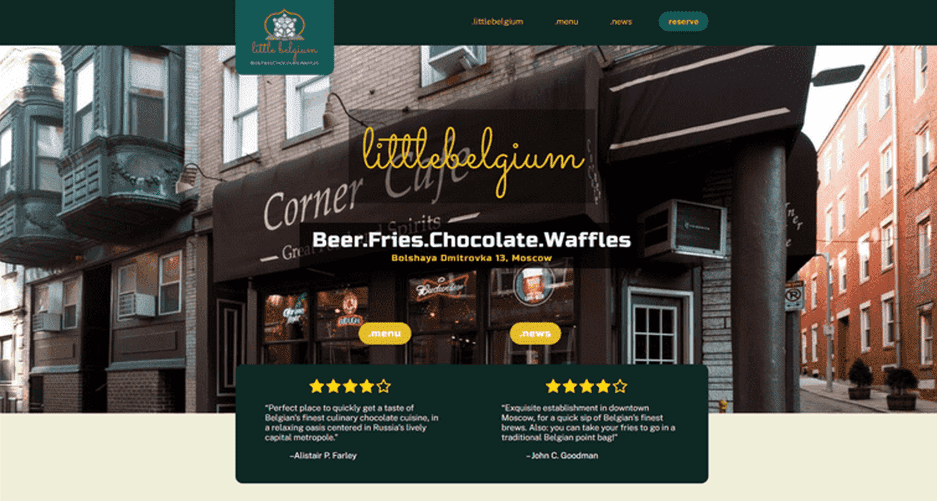 .littlebelgium
.menu
.news
reserve
little belgium
littlebelgium
Corner Cafe
Great Food and Spirits
Beer.Fries.Chocolate.Waffles
Bolshaya Dmitrovka 13, Moscow
Budweiser
.menu
.news
"Perfect place to quickly get a taste of
Belgian's finest culinary chocolate cuisine, in
a relaxing oasis centered in Russia's lively
capital metropole."
–Alistair P. Farley
"Exquisite establishment in downtown
Moscow, for a quick sip of Belgian's finest
brews. Also: you can take your fries to go in a
traditional Belgian point bag!"
–John C. Goodman